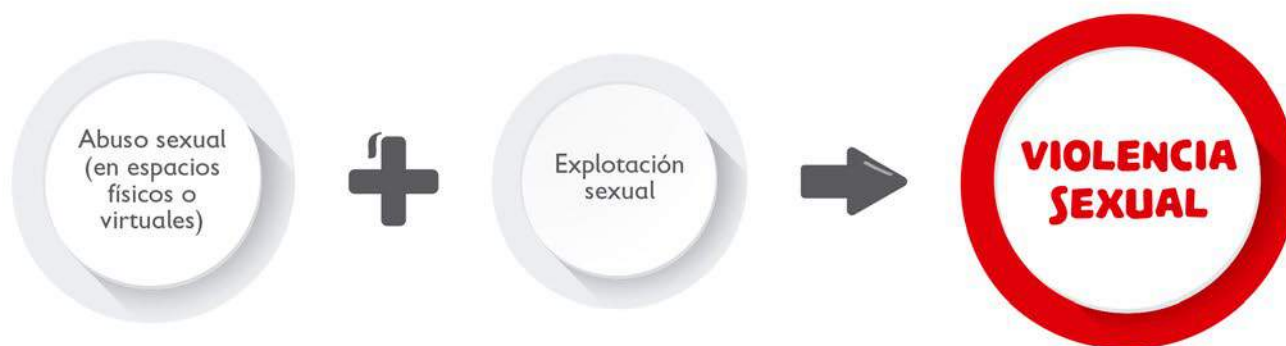 Abuso sexual
(en espacios
físicos o
virtuales)
Explotación
sexual
VIOLENCIA
SEXUAL